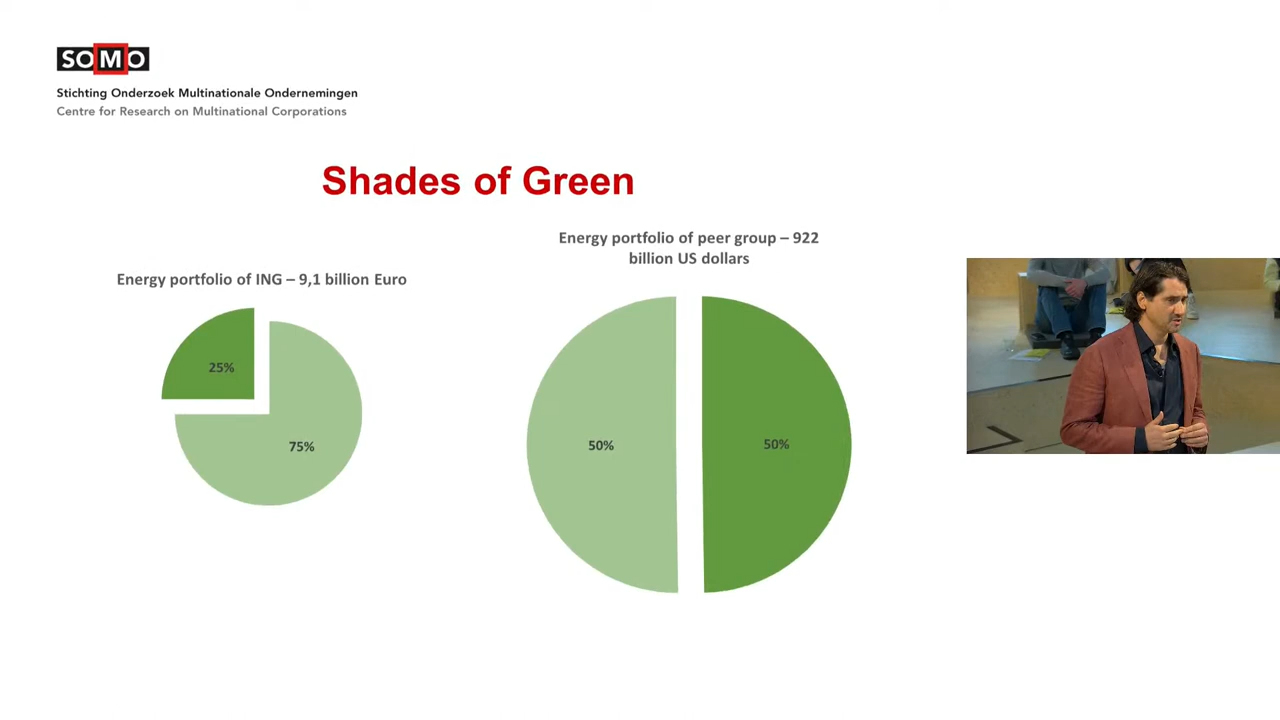 SOMO
Stichting Onderzoek Multinationale Ondernemingen
Centre for Research on Multinational Corporations
Shades of Green
Energy portfolio of ING – 9,1 billion Euro
25%
75%
Energy portfolio of peer group – 922
billion US dollars
50%
50%